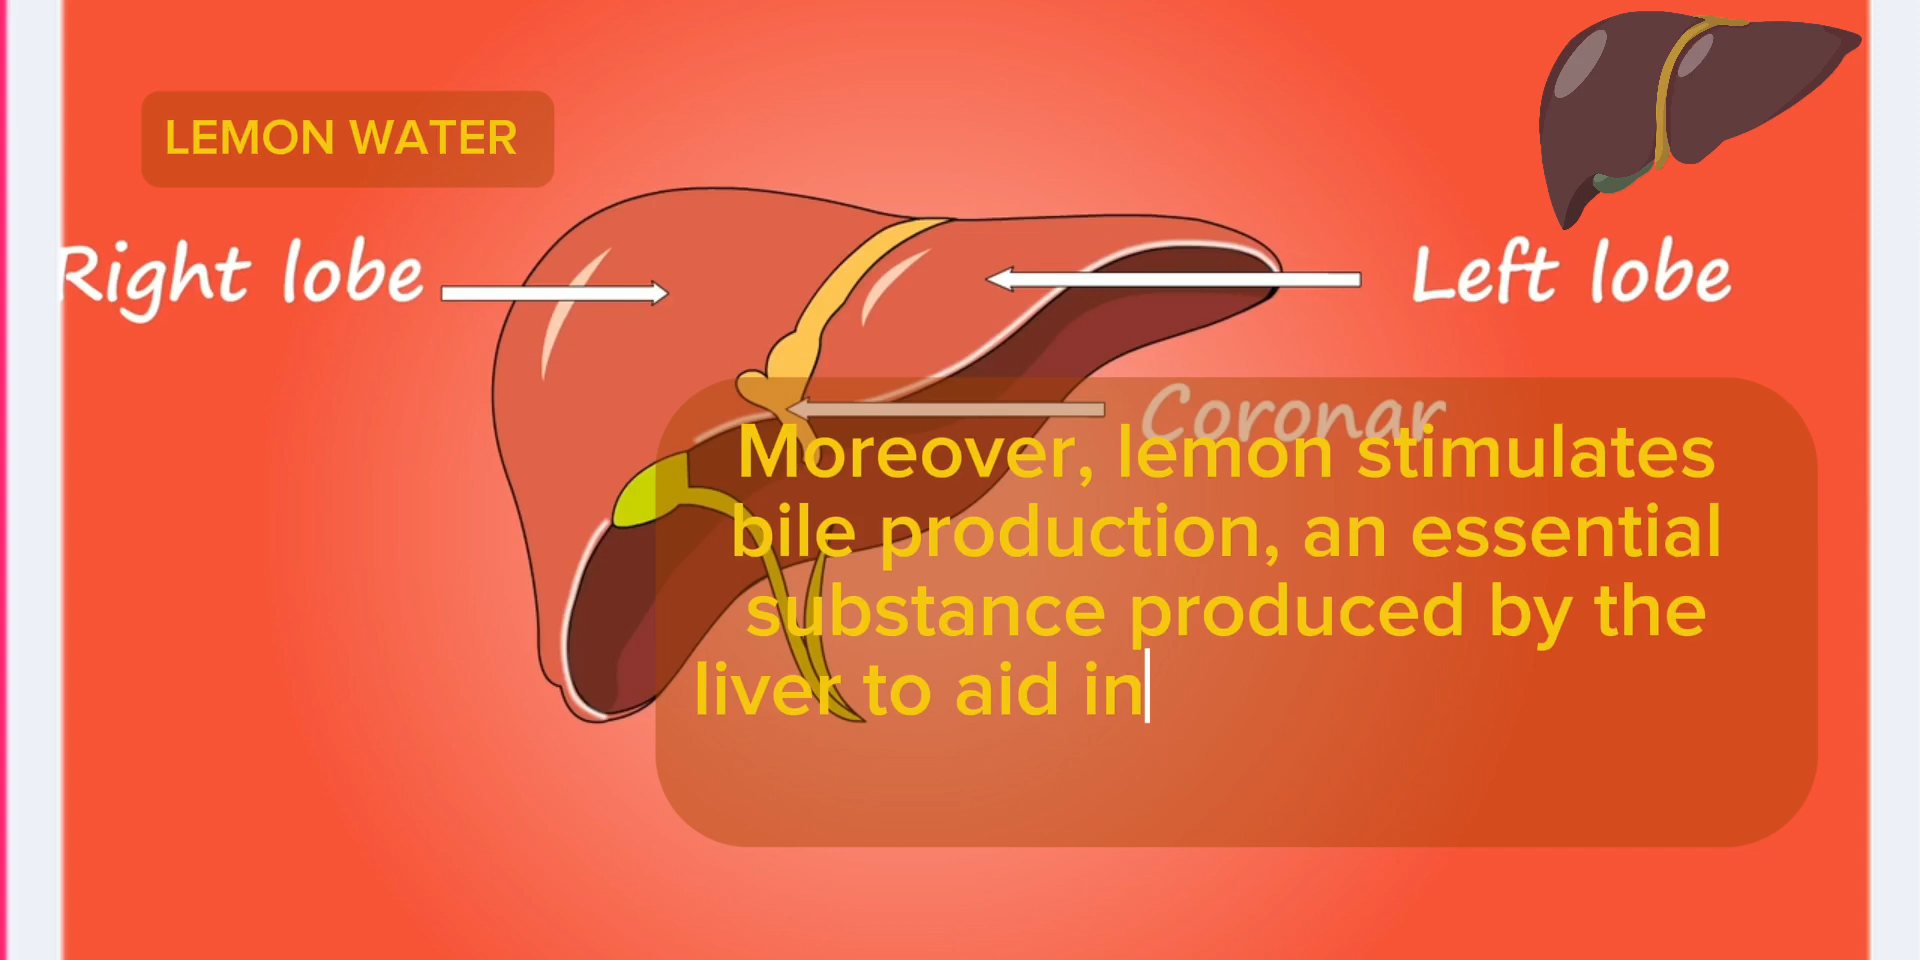 LEMON WATER
Right lobe
Left lobe
Coronar
Moreover, lemon stimulates
bile production, an essential
substance produced by the
liver to aid in